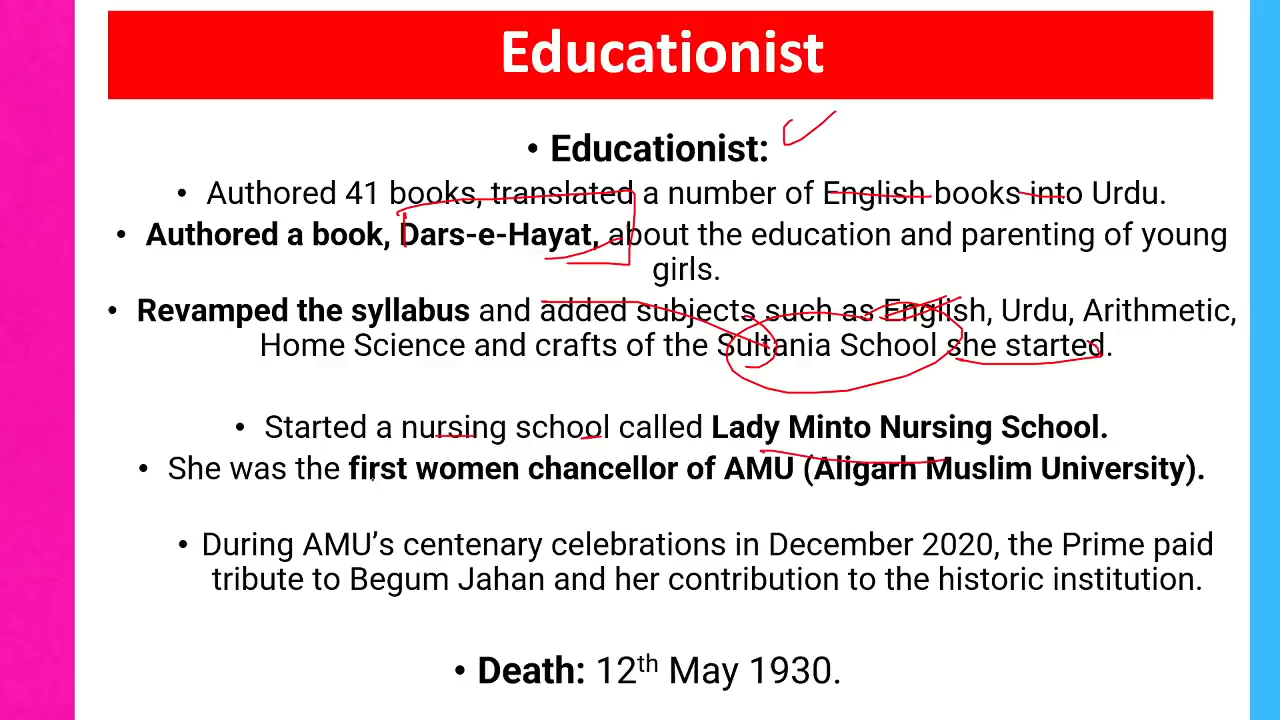 Educationist
• Educationist:
• Authored 41 books, translated a number of English books into Urdu.
• Authored a book, Dars-e-Hayat, about the education and parenting of young
girls.
• Revamped the syllabus and added subjects such as English, Urdu, Arithmetic,
Home Science and crafts of the Sultania School she started.
• Started a nursing school called Lady Minto Nursing School.
• She was the first women chancellor of AMU (Aligarh Muslim University).
• During AMU's centenary celebrations in December 2020, the Prime paid
tribute to Begum Jahan and her contribution to the historic institution.
• Death: 12th May 1930.